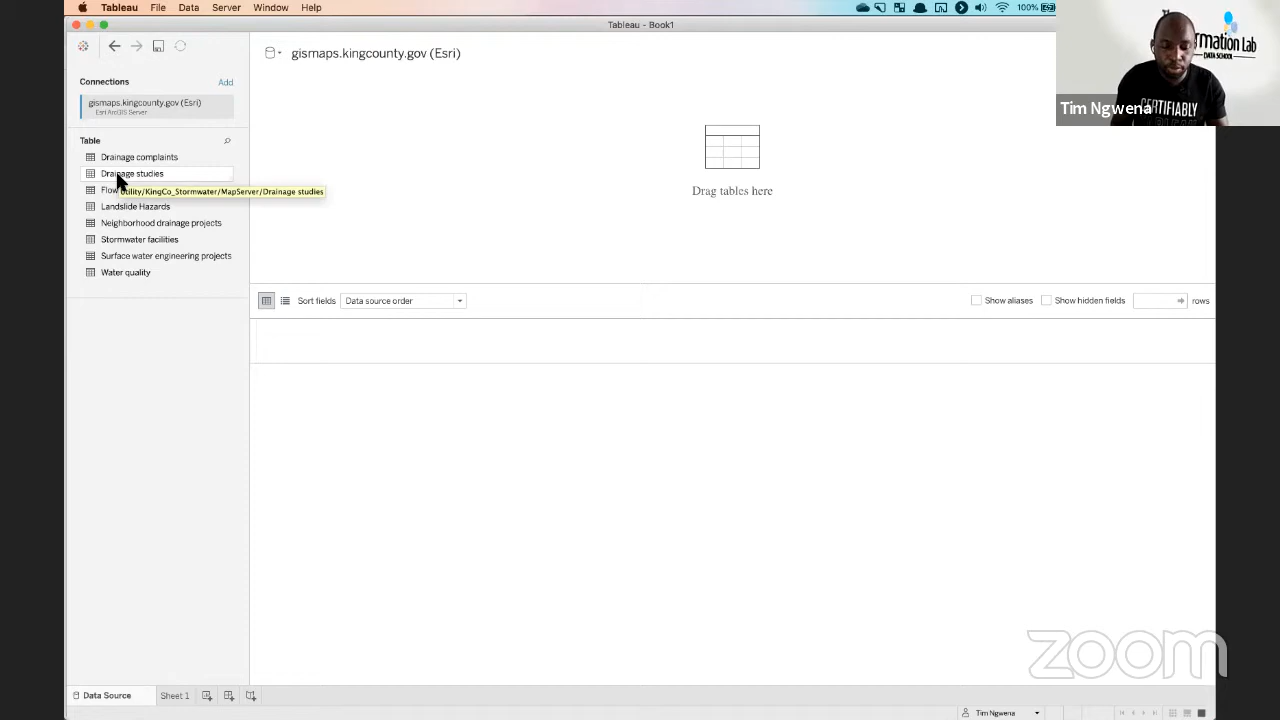 Tableau File Data Server Window Help
100%
Tableau - Book1
Connections Add
gismaps.kingcounty.gov (Esri)
Esri ArcGIS Server
Table
Drainage complaints
Drainage studies
Flow
utility/KingCo_Stormwater/MapServer/Drainage studies
Landslide Hazards
Neighborhood drainage projects
Stormwater facilities
Surface water engineering projects
Water quality
gismaps.kingcounty.gov (Esri)
Drag tables here
Sort fields Data source order Show aliases Show hidden fields rows
Tim Ngwena
DATA SCHOOL
CERTIFIABLY
zoom
Data Source Sheet 1
Tim Ngwena